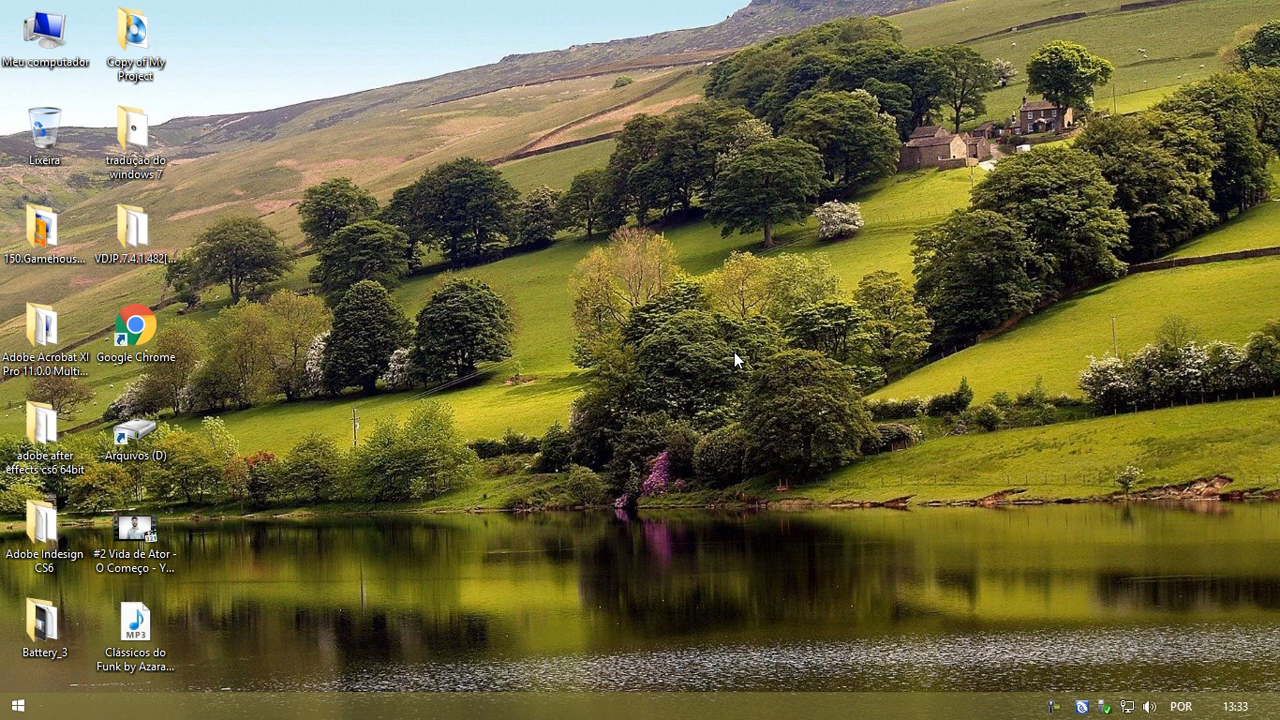 Meu computador
Copy of My
Project
Lixeira
tradução do
windows 7
150.Gamehous...
VDJP.7.4.1.482[...
Adobe Acrobat XI
Pro 11.0.0 Multi...
Google Chrome
adobe after
effects cs6 64bit
Arquivos (D)
Adobe Indesign
CS6
#2 Vida de Ator -
O Começo - Y...
Battery_3
MP3
Clássicos do
Funk by Azara...
POR
13:33